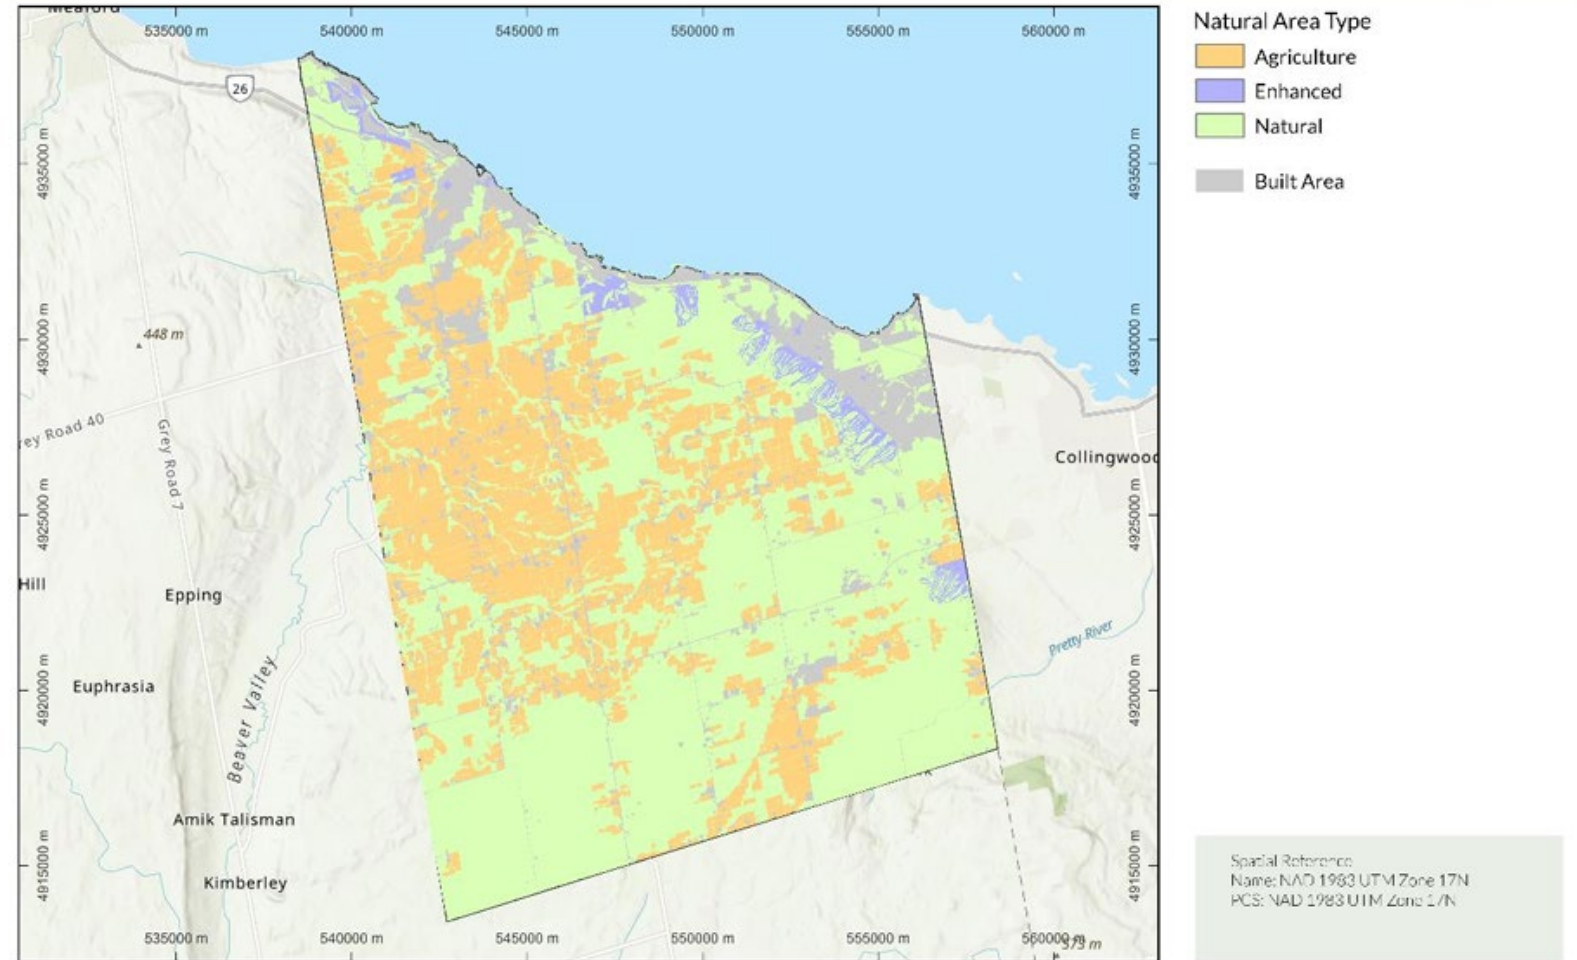 Meaford
535000 m
540000 m
545000 m
550000 m
555000 m
560000 m
Natural Area Type
Agriculture
Enhanced
Natural
Built Area
26
4935000 m
4935000 m
448 m
4930000 m
4930000 m
rey Road 40
Grey Road 7
Collingwood
4925000 m
4925000 m
Hill
Epping
Pretty River
Euphrasia
Beaver Valley
4920000 m
4920000 m
Amik Talisman
Kimberley
4915000 m
4915000 m
Spatial Reference
Name: NAD 1983 UTM Zone 17N
PCS: NAD 1983 UTM Zone 17N
535000 m
540000 m
545000 m
550000 m
555000 m
560000 m
573 m